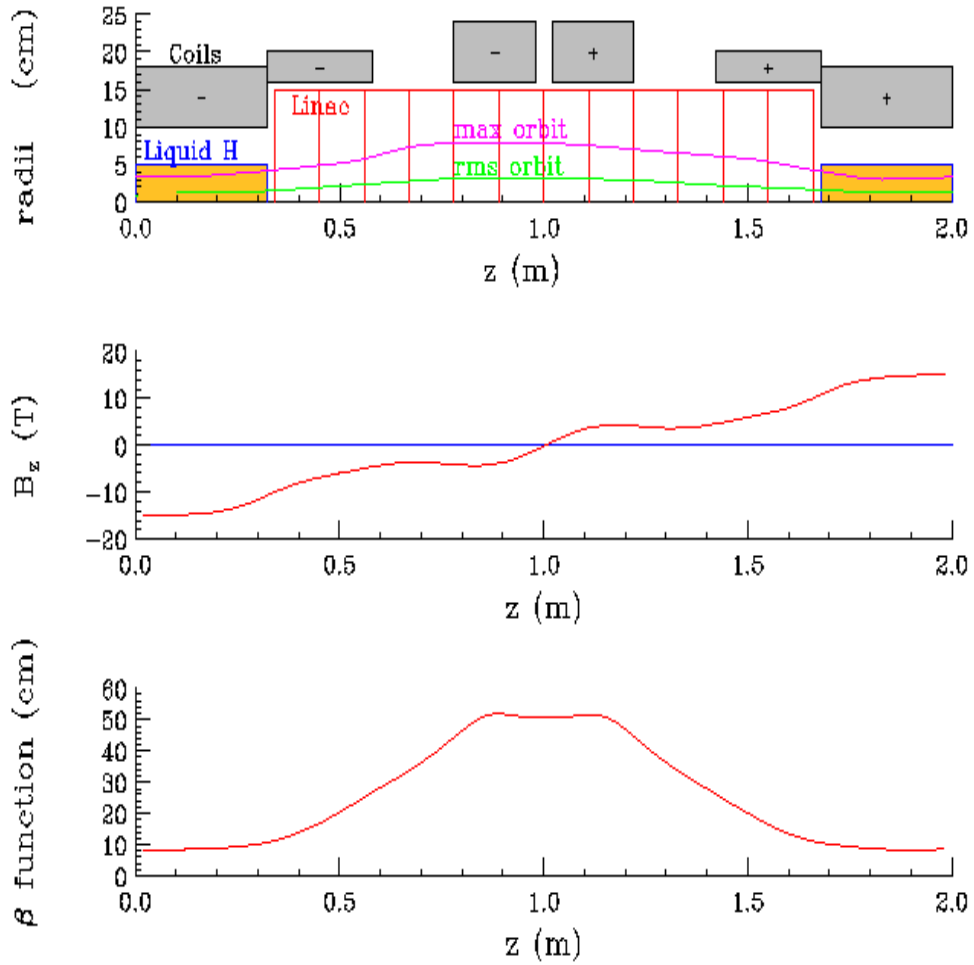 radii (cm)
25
20
15
10
5
0
Coils
- - - + + +
Linac
max orbit
Liquid H
rms orbit
0.0 0.5 1.0 1.5 2.0
z (m)
B_z (T)
20
10
0
-10
-20
0.0 0.5 1.0 1.5 2.0
z (m)
β function (cm)
60
50
40
30
20
10
0
0.0 0.5 1.0 1.5 2.0
z (m)